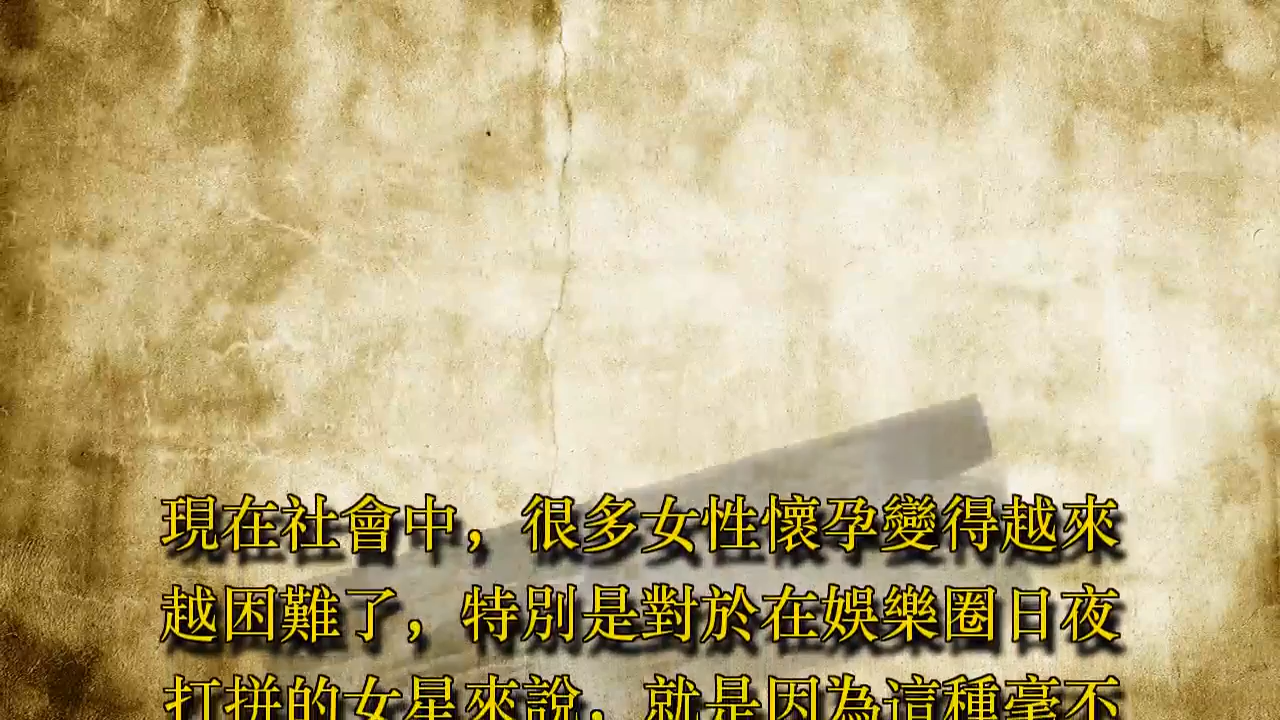 現在社會中，很多女性懷孕變得越來
越困難了，特別是對於在娛樂圈日夜
打拼的女星來說，就是因為這種毫不